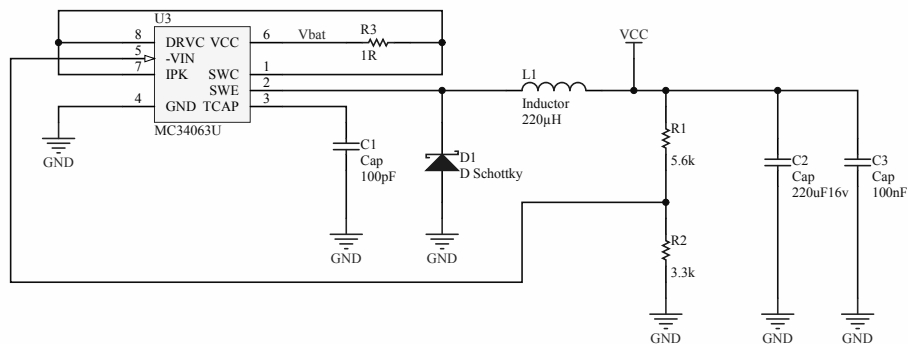 U3
8 DRVC VCC 6 Vbat R3
1R
5 -VIN
7 IPK SWC 1
SWE 2
4 GND TCAP 3
MC34063U
GND
C1
Cap
100pF
GND
D1
D Schottky
GND
L1
Inductor
220µH
VCC
R1
5.6k
R2
3.3k
GND
C2
Cap
220uF16v
GND
C3
Cap
100nF
GND